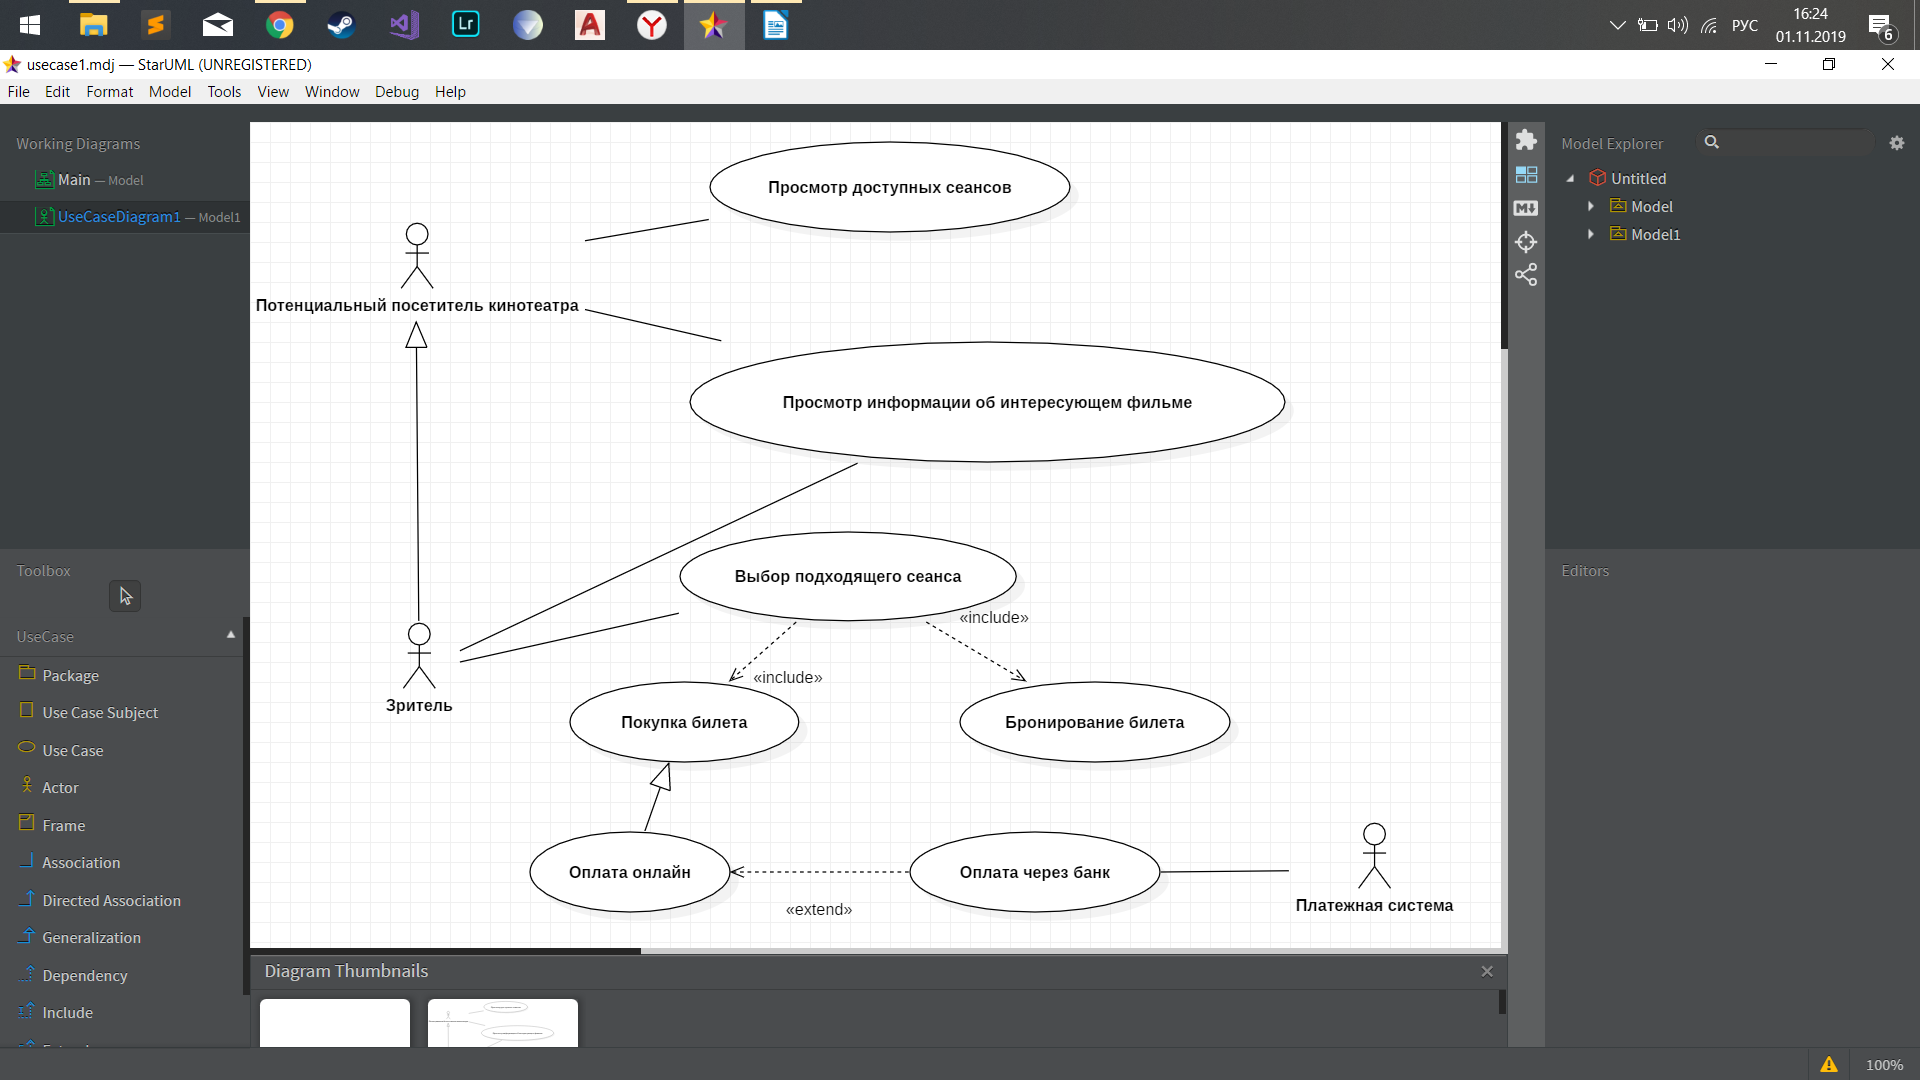 Lr
16:24
РУС
01.11.2019
6
usecase1.mdj — StarUML (UNREGISTERED)
File Edit Format Model Tools View Window Debug Help
Working Diagrams
Main — Model
UseCaseDiagram1 — Model1
Toolbox
UseCase
Package
Use Case Subject
Use Case
Actor
Frame
Association
Directed Association
Generalization
Dependency
Include
Просмотр доступных сеансов
Потенциальный посетитель кинотеатра
Просмотр информации об интересующем фильме
Выбор подходящего сеанса
«include»
«include»
Зритель
Покупка билета
Бронирование билета
Оплата онлайн
Оплата через банк
«extend»
Платежная система
Diagram Thumbnails
Model Explorer
Untitled
Model
Model1
Editors
100%